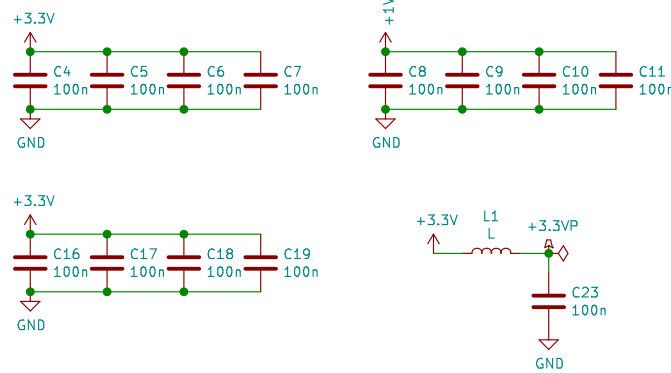 +3.3V
C4
100n
C5
100n
C6
100n
C7
100n
GND
+1V
C8
100n
C9
100n
C10
100n
C11
100n
GND
+3.3V
C16
100n
C17
100n
C18
100n
C19
100n
GND
+3.3V
L1
L
+3.3VP
C23
100n
GND